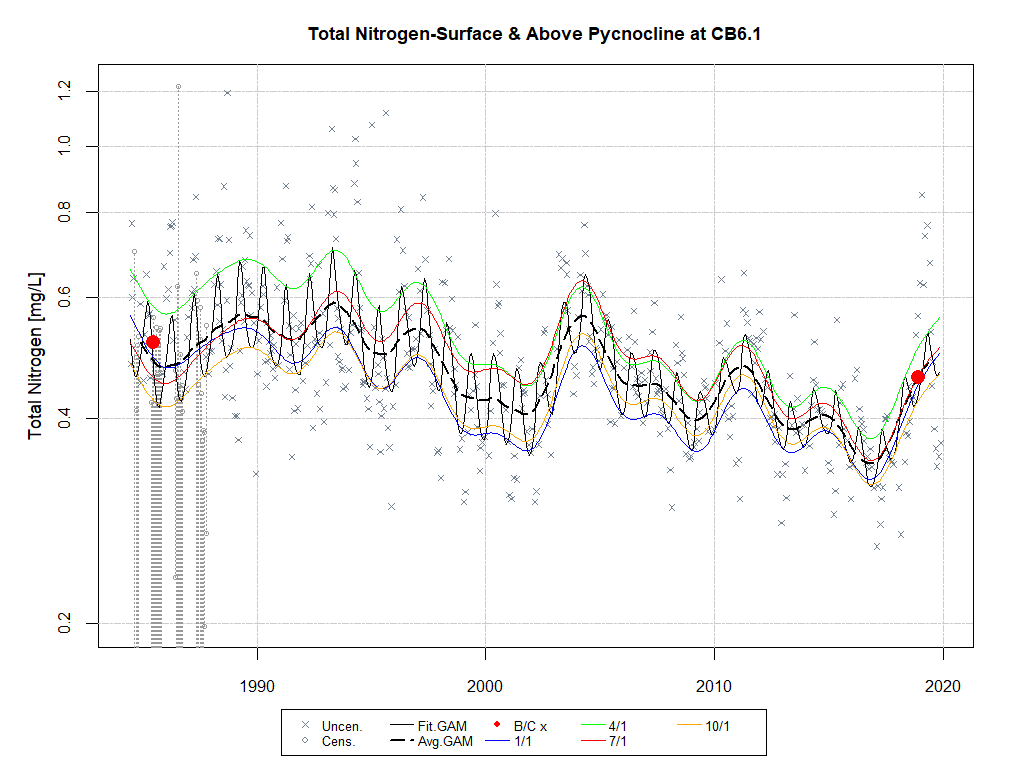 Total Nitrogen-Surface & Above Pycnocline at CB6.1
Total Nitrogen [mg/L]
1.2
1.0
0.8
0.6
0.4
0.2
1990 2000 2010 2020
Uncen. Fit.GAM B/C x 4/1 10/1
Cens. Avg.GAM 1/1 7/1